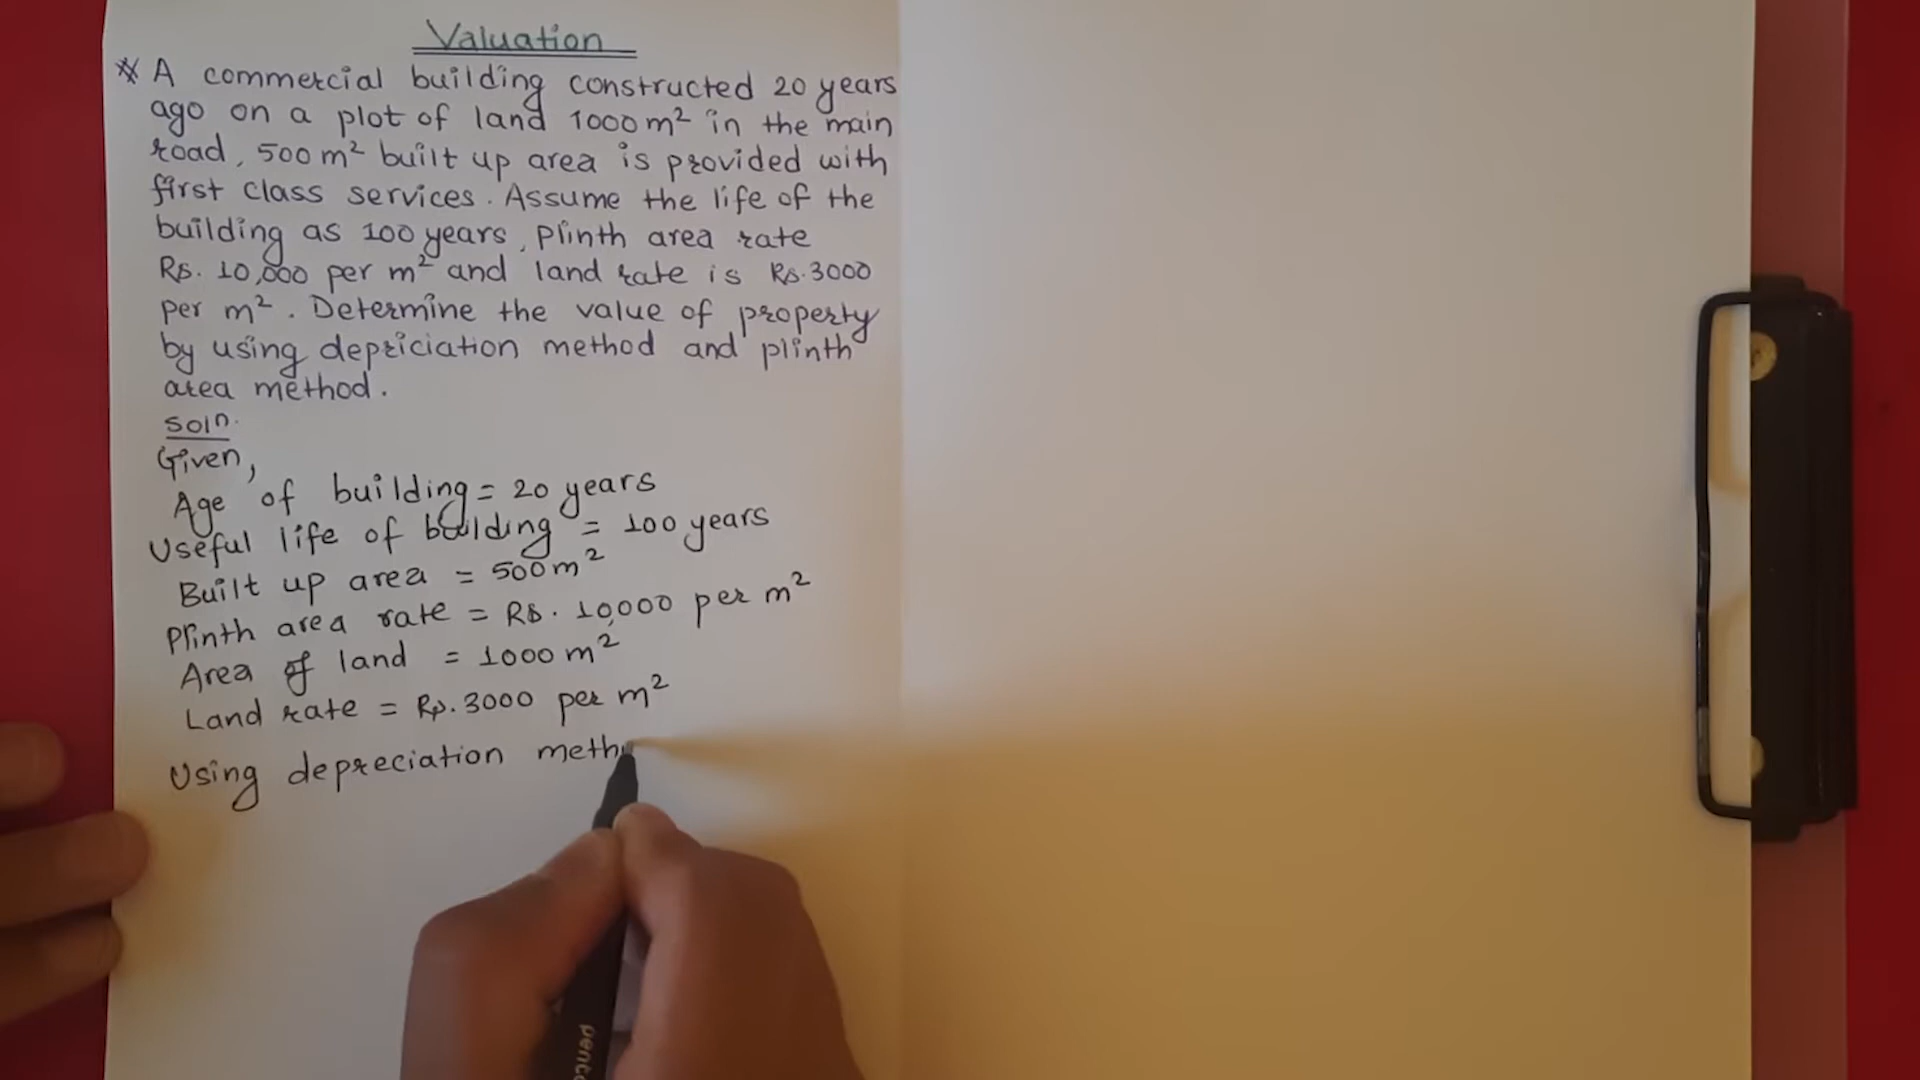 Valuation
* A commercial building constructed 20 years
ago on a plot of land 1000 m² in the main
road, 500 m² built up area is provided with
first class services. Assume the life of the
building as 100 years, Plinth area rate
Rs. 10,000 per m² and land rate is Rs. 3000
per m². Determine the value of property
by using depriciation method and plinth
area method.
Soln.
Given,
Age of building = 20 years
Useful life of building = 100 years
Built up area = 500 m²
Plinth area rate = Rs. 10,000 per m²
Area of land = 1000 m²
Land rate = Rs. 3000 per m²
Using depreciation meth